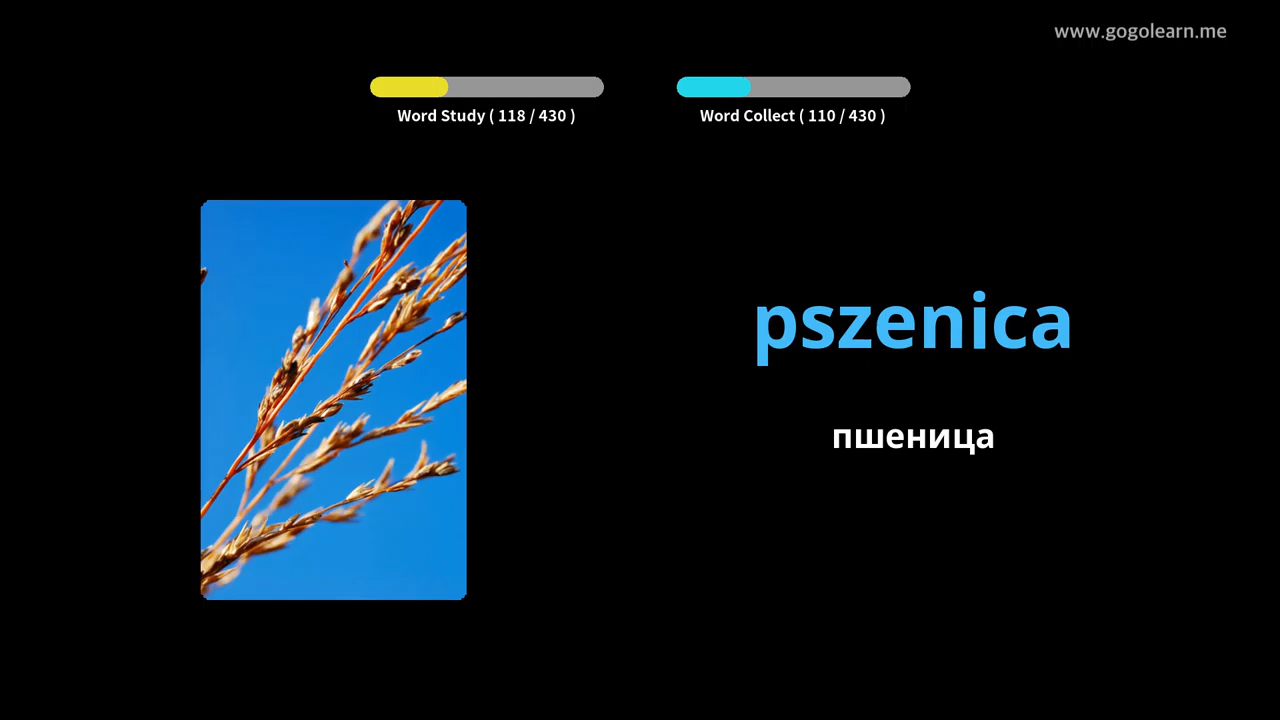 www.gogolearn.me
Word Study ( 118 / 430 )
Word Collect ( 110 / 430 )
pszenica
пшеница